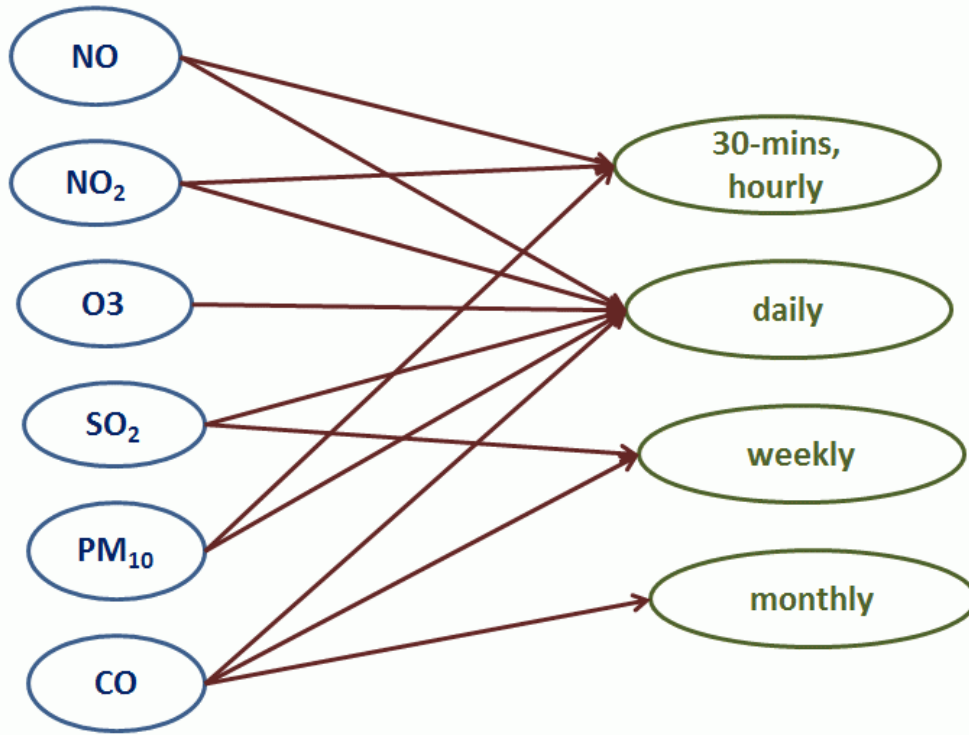 NO
NO₂
O3
SO₂
PM₁₀
CO
30-mins,
hourly
daily
weekly
monthly